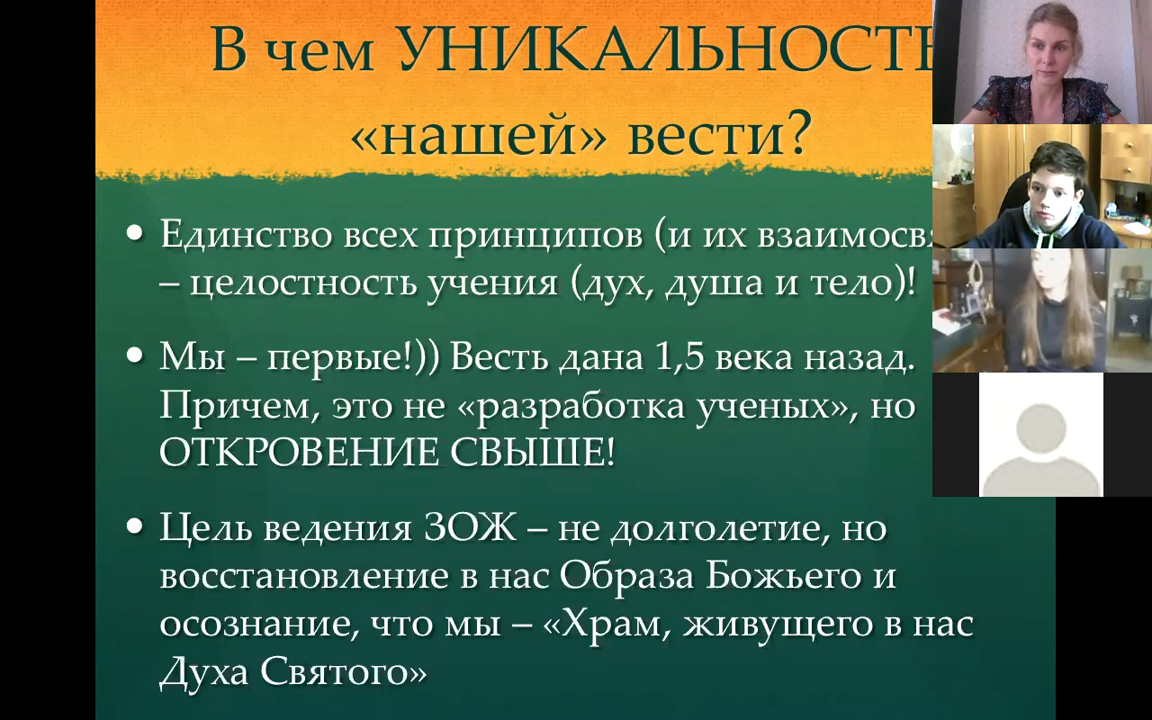 В чем УНИКАЛЬНОСТЬ
«нашей» вести?
• Единство всех принципов (и их
– целостность учения (дух, душа и тело)!
• Мы – первые!)) Весть дана 1,5 века назад.
Причем, это не «разработка ученых», но
ОТКРОВЕНИЕ СВЫШЕ!
• Цель ведения ЗОЖ – не долголетие, но
восстановление в нас Образа Божьего и
осознание, что мы – «Храм, живущего в нас
Духа Святого»